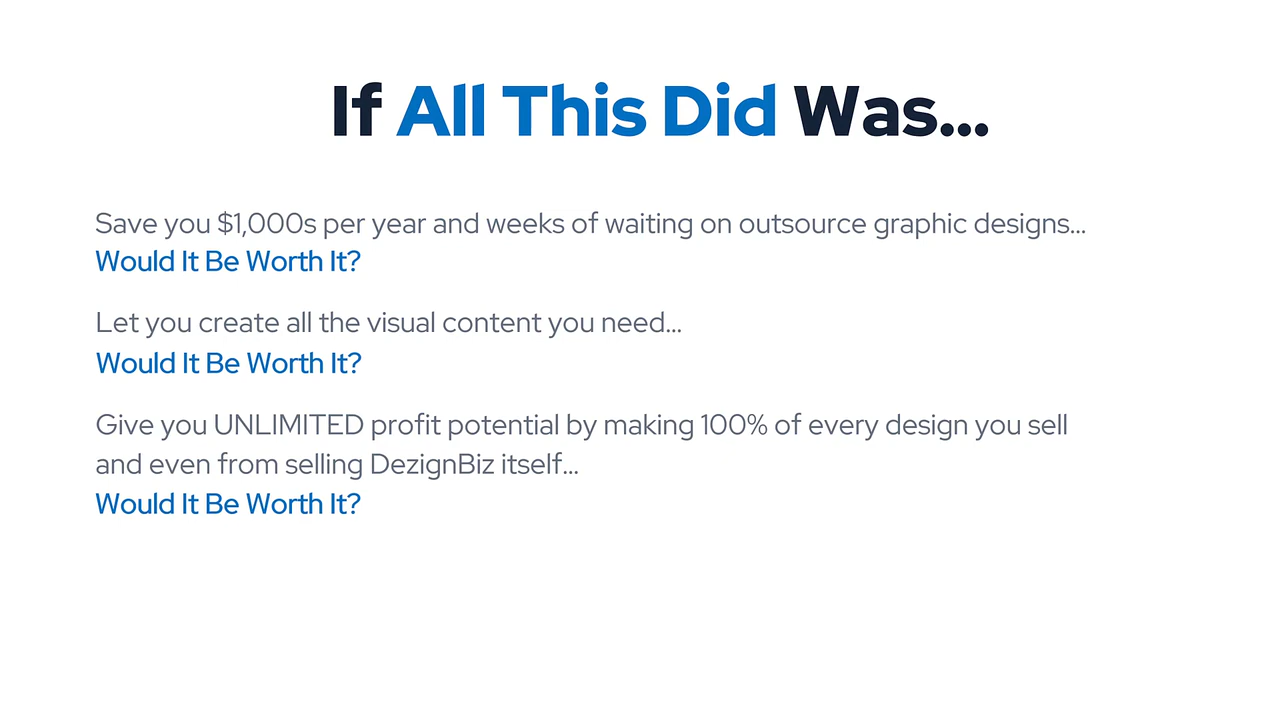 If All This Did Was...
Save you $1,000s per year and weeks of waiting on outsource graphic designs...
Would It Be Worth It?
Let you create all the visual content you need...
Would It Be Worth It?
Give you UNLIMITED profit potential by making 100% of every design you sell
and even from selling DezignBiz itself...
Would It Be Worth It?